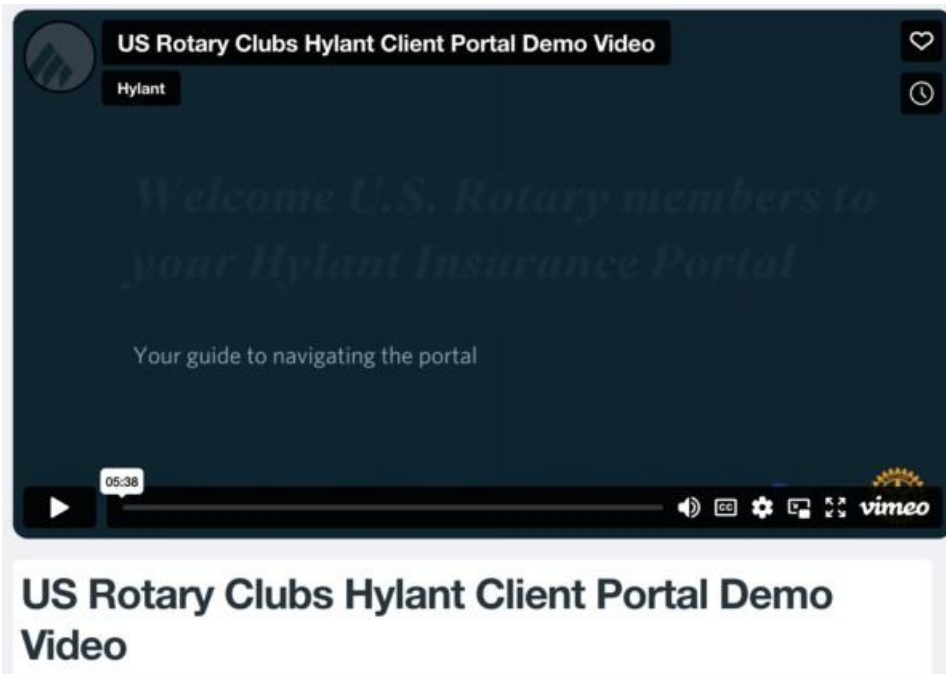 US Rotary Clubs Hylant Client Portal Demo Video
Hylant
Welcome U.S. Rotary members to
your Hylant Insurance Portal
Your guide to navigating the portal
05:38
CC
vimeo
US Rotary Clubs Hylant Client Portal Demo
Video